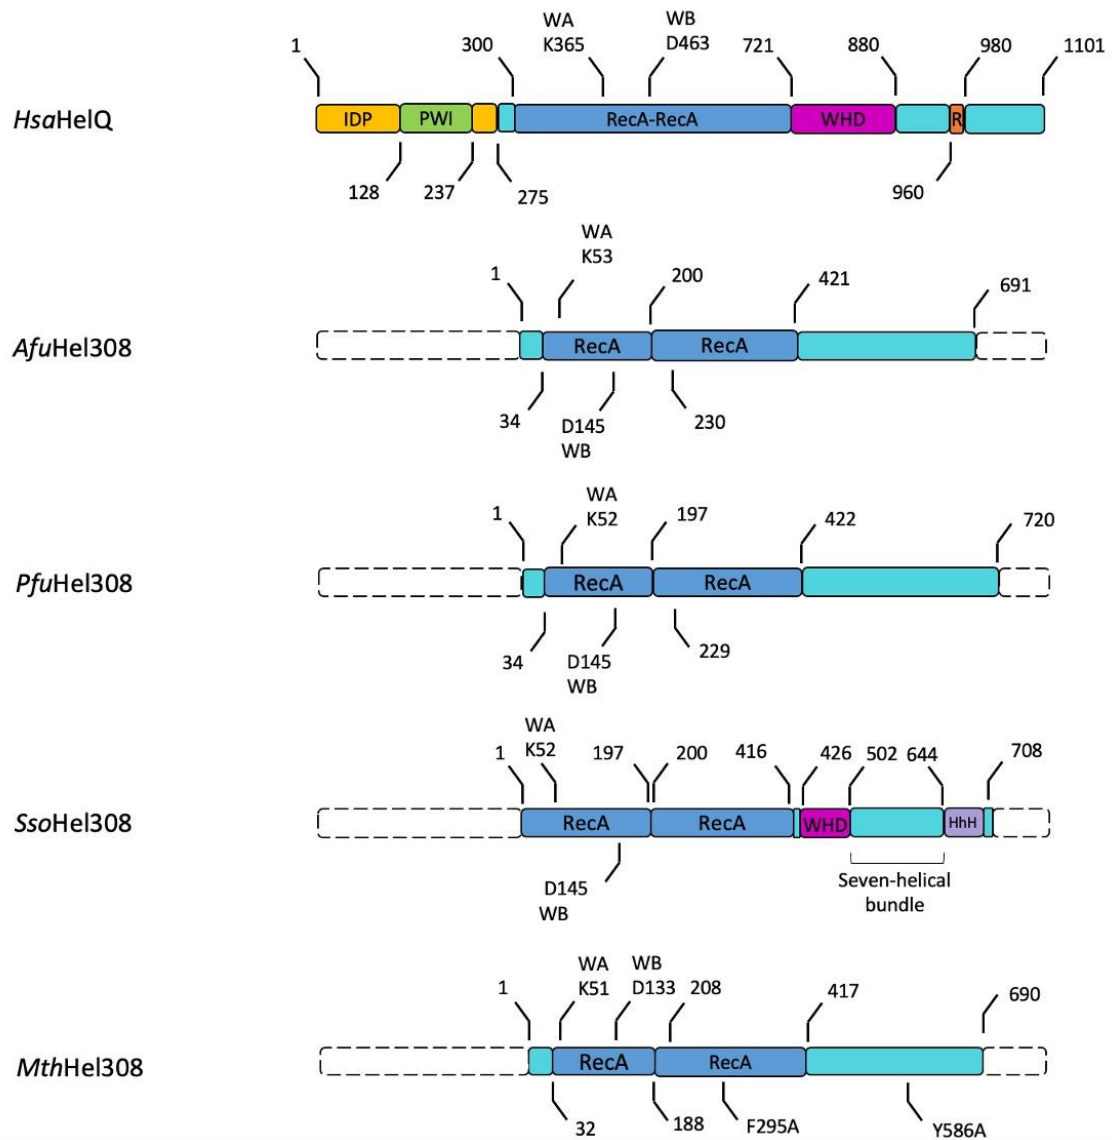 WA WB
1 300 K365 D463 721 880 980 1101
HsaHelQ IDP PWI RecA-RecA WHD R
128 237 275 960
WA
K53
1 200 421 691
AfuHel308 RecA RecA
34 D145 230
WB
WA
1 K52 197 422 720
PfuHel308 RecA RecA
34 D145 229
WB
WA
1 K52 197 200 416 426 502 644 708
SsoHel308 RecA RecA WHD HhH
D145 Seven-helical
WB bundle
WA WB
1 K51 D133 208 417 690
MthHel308 RecA RecA
32 188 F295A Y586A